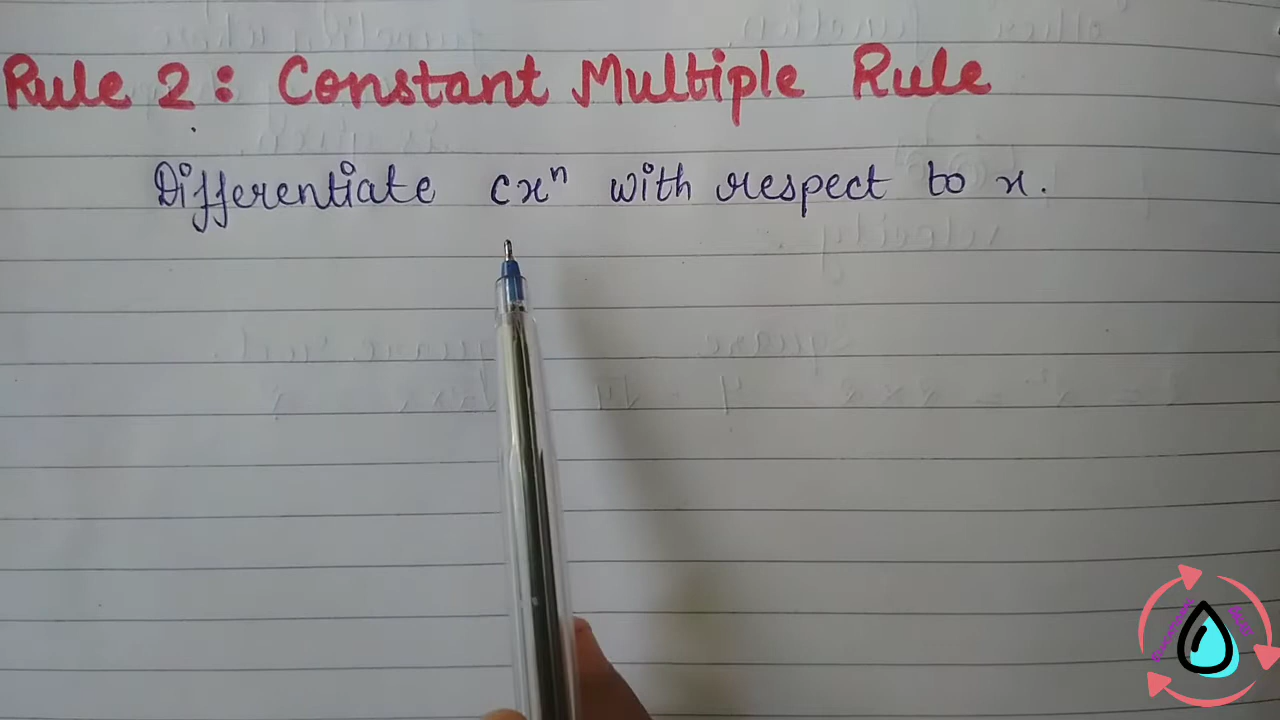 Rule 2: Constant Multiple Rule
Differentiate cxⁿ with respect to x.